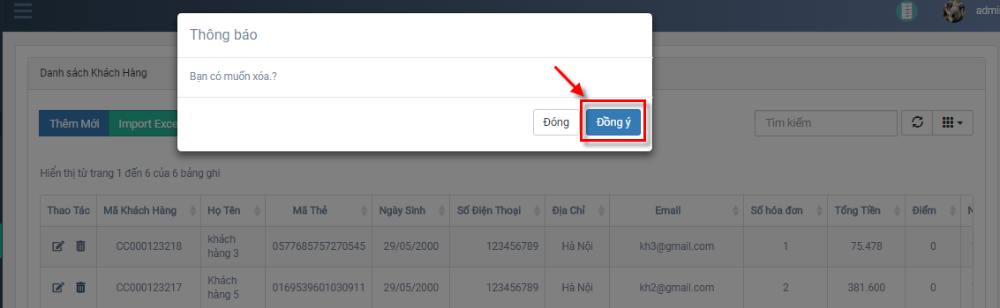 admi
Thông báo
Danh sách Khách Hàng
Bạn có muốn xóa.?
Đóng
Đồng ý
Thêm Mới
Import Exce
Tìm kiếm
Hiển thị từ trang 1 đến 6 của 6 bảng ghi
Thao Tác Mã Khách Hàng Họ Tên Mã Thẻ Ngày Sinh Số Điện Thoại Địa Chỉ Email Số hóa đơn Tổng Tiền Điểm
CC000123218 khách hàng 3 0577685757270545 29/05/2000 123456789 Hà Nội kh3@gmail.com 1 75.478 0
CC000123217 Khách hàng 5 0169539601030911 29/05/2000 123456789 Hà Nội kh2@gmail.com 2 381.600 0